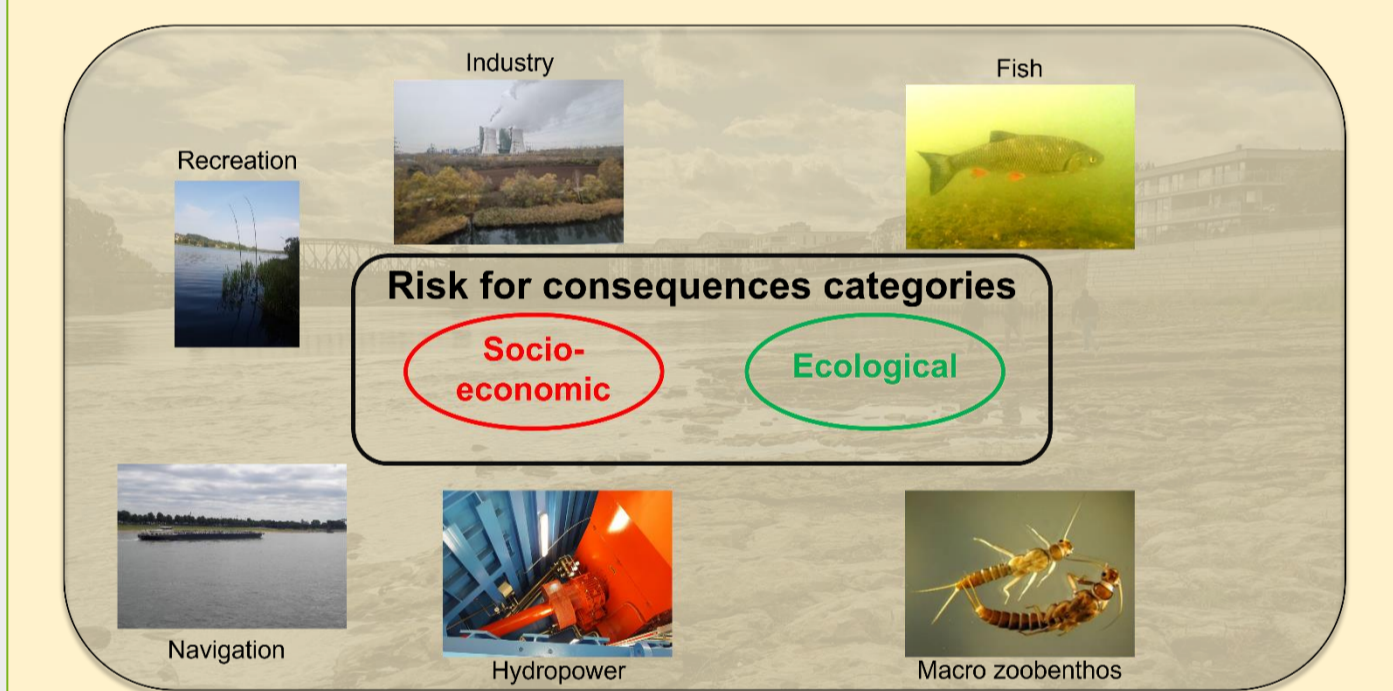 Industry
Fish
Recreation
Risk for consequences categories
Socio-
economic
Ecological
Navigation
Hydropower
Macro zoobenthos